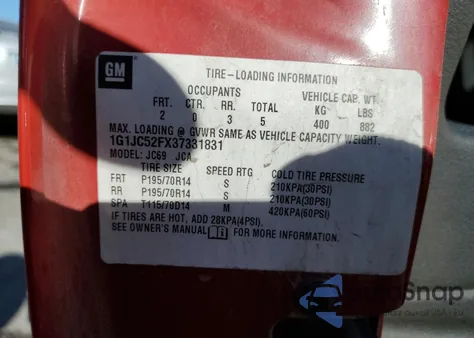 GM
TIRE-LOADING INFORMATION
OCCUPANTS VEHICLE CAP. WT.
FRT. CTR. RR. TOTAL KG LBS
2 0 3 5 400 882
MAX. LOADING @ GVWR SAME AS VEHICLE CAPACITY WEIGHT.
1G1JC52FX37331831
MODEL: JC69 JCA
TIRE SIZE SPEED RTG COLD TIRE PRESSURE
FRT P195/70R14 S 210KPA(30PSI)
RR P195/70R14 S 210KPA(30PSI)
SPA T115/70D14 M 420KPA(60PSI)
IF TIRES ARE HOT, ADD 28KPA(4PSI).
SEE OWNER'S MANUAL FOR MORE INFORMATION.
AutoSnap